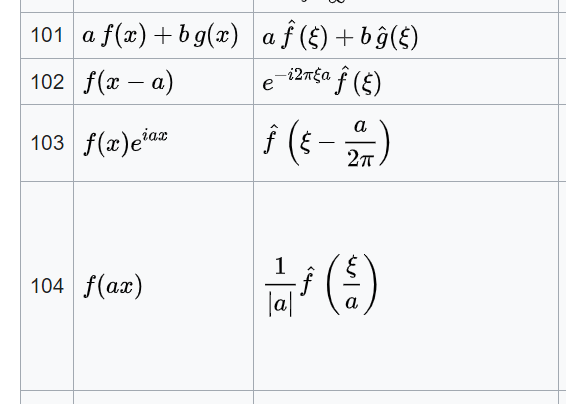 101 a f(x) + b g(x) a f̂(ξ) + b ĝ(ξ)
102 f(x − a) e^{−i2πξa} f̂(ξ)
103 f(x)e^{iax} f̂(ξ − a/2π)
104 f(ax) 1/|a| f̂(ξ/a)